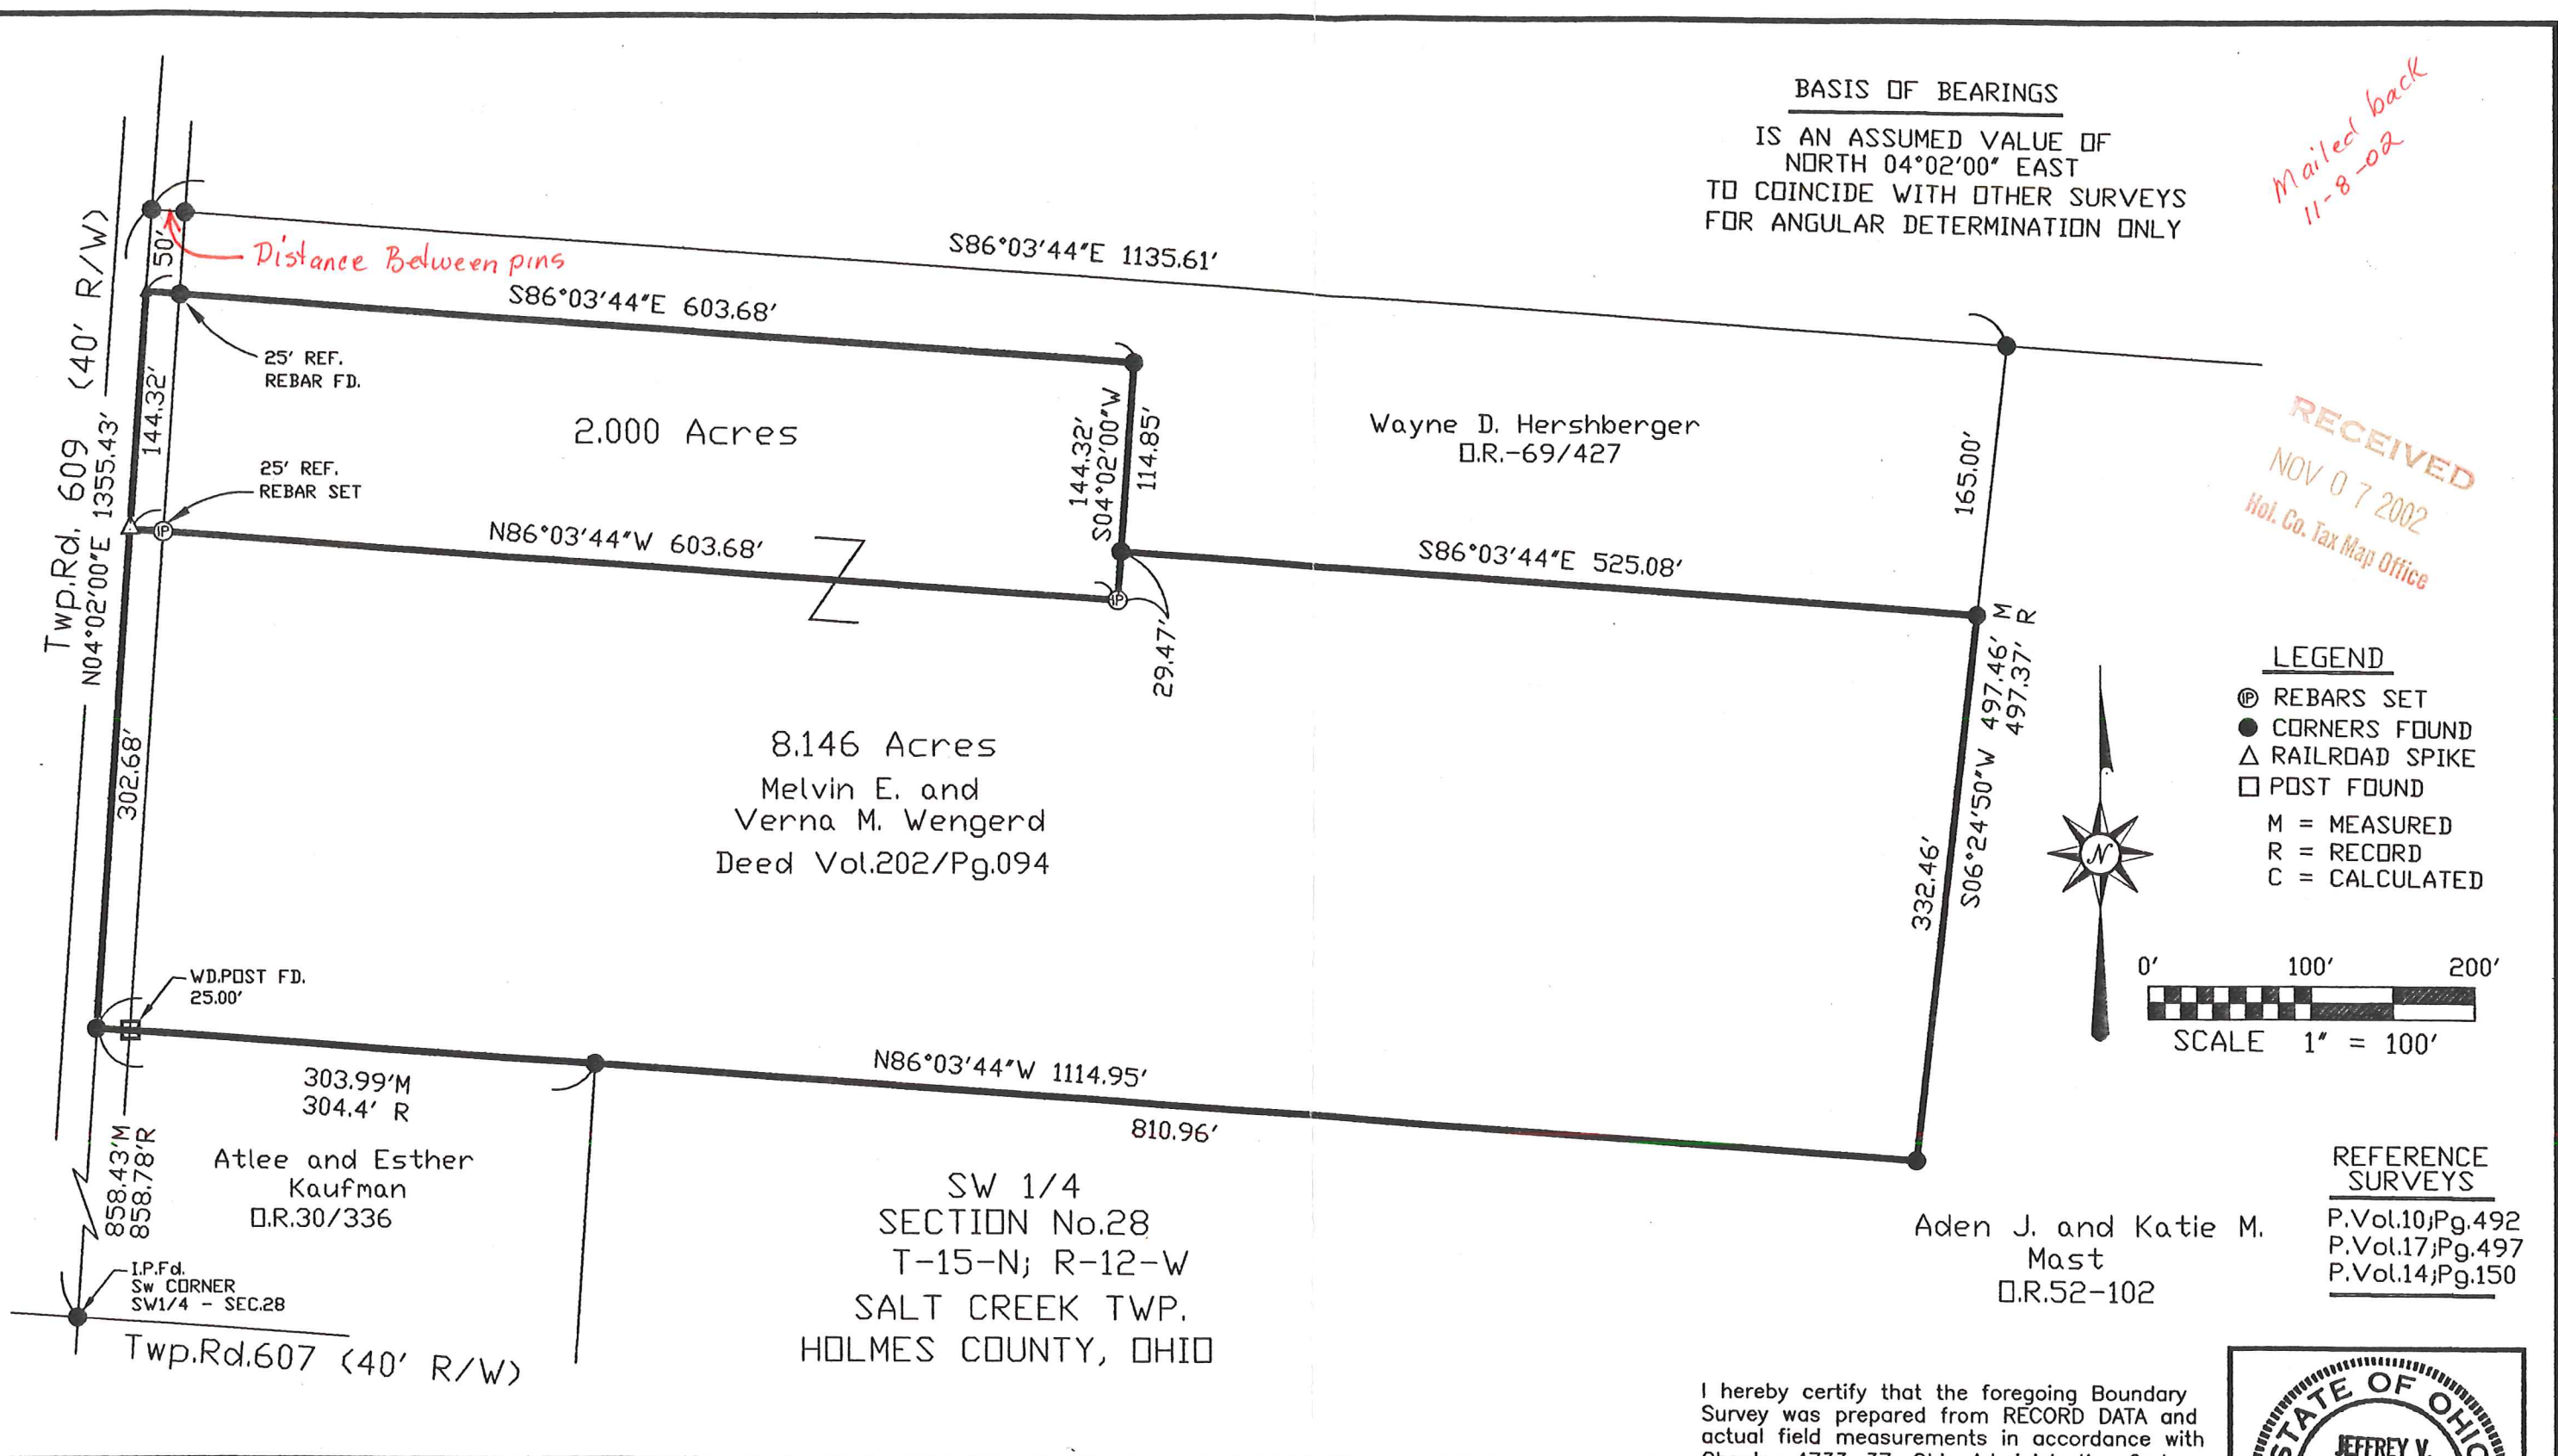 BASIS OF BEARINGS
IS AN ASSUMED VALUE OF
NORTH 04°02'00" EAST
TO COINCIDE WITH OTHER SURVEYS
FOR ANGULAR DETERMINATION ONLY
Mailed back
11-8-02
Twp.Rd. 609 (40' R/W)
N04°02'00"E 1355.43'
50'
Distance Between pins
S86°03'44"E 1135.61'
S86°03'44"E 603.68'
25' REF.
REBAR FD.
144.32'
2.000 Acres
25' REF.
REBAR SET
144.32'
S04°02'00"W
114.85'
Wayne D. Hershberger
O.R.-69/427
165.00'
RECEIVED
NOV 07 2002
Hol. Co. Tax Map Office
N86°03'44"W 603.68'
S86°03'44"E 525.08'
29.47'
M
R
S06°24'50"W 497.46'
497.37'
332.46'
302.68'
8.146 Acres
Melvin E. and
Verna M. Wengerd
Deed Vol.202/Pg.094
LEGEND
IP REBARS SET
CORNERS FOUND
RAILROAD SPIKE
POST FOUND
M = MEASURED
R = RECORD
C = CALCULATED
N
0' 100' 200'
SCALE 1" = 100'
WD.POST FD.
25.00'
303.99'M
304.4' R
N86°03'44"W 1114.95'
810.96'
858.43'M
858.78'R
Atlee and Esther
Kaufman
O.R.30/336
I.P.Fd.
Sw CORNER
SW1/4 - SEC.28
Twp.Rd.607 (40' R/W)
SW 1/4
SECTION No.28
T-15-N; R-12-W
SALT CREEK TWP.
HOLMES COUNTY, OHIO
Aden J. and Katie M.
Mast
O.R.52-102
REFERENCE
SURVEYS
P.Vol.10;Pg.492
P.Vol.17;Pg.497
P.Vol.14;Pg.150
I hereby certify that the foregoing Boundary
Survey was prepared from RECORD DATA and
actual field measurements in accordance with
STATE OF OHIO
JEFFREY V.